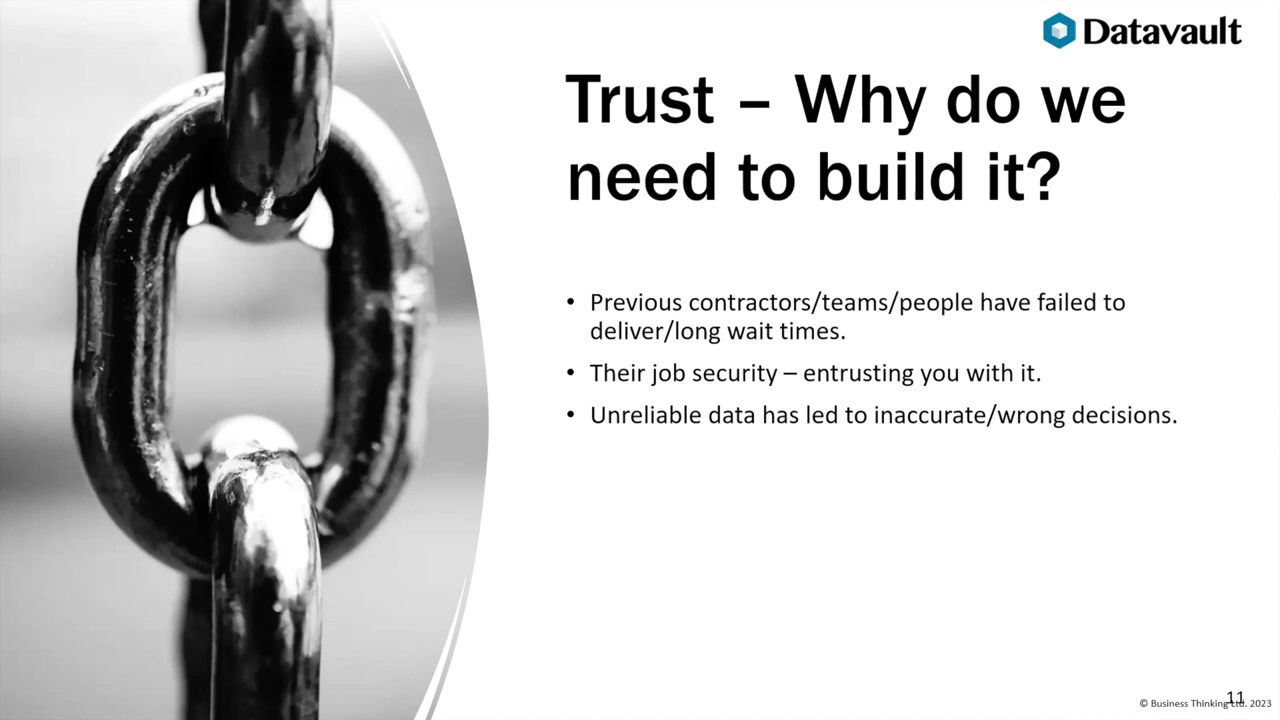 Datavault
Trust – Why do we
need to build it?
• Previous contractors/teams/people have failed to
deliver/long wait times.
• Their job security – entrusting you with it.
• Unreliable data has led to inaccurate/wrong decisions.
11
© Business Thinking Ltd. 2023